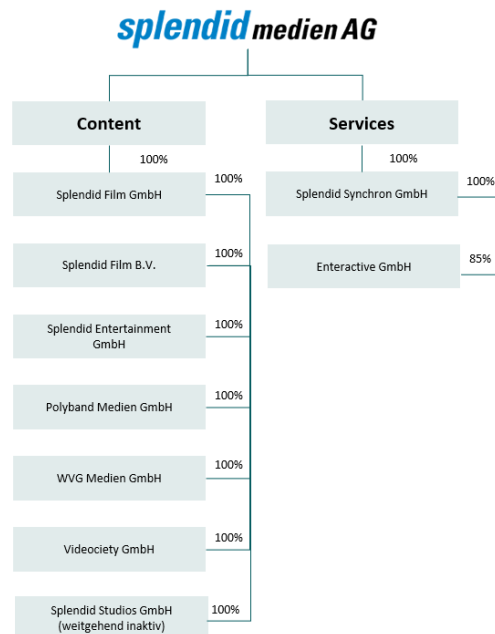 splendid medien AG
Content
Services
100%
100%
Splendid Film GmbH
100%
Splendid Synchron GmbH
100%
Splendid Film B.V.
100%
Enteractive GmbH
85%
Splendid Entertainment
GmbH
100%
Polyband Medien GmbH
100%
WVG Medien GmbH
100%
Videociety GmbH
100%
Splendid Studios GmbH
(weitgehend inaktiv)
100%